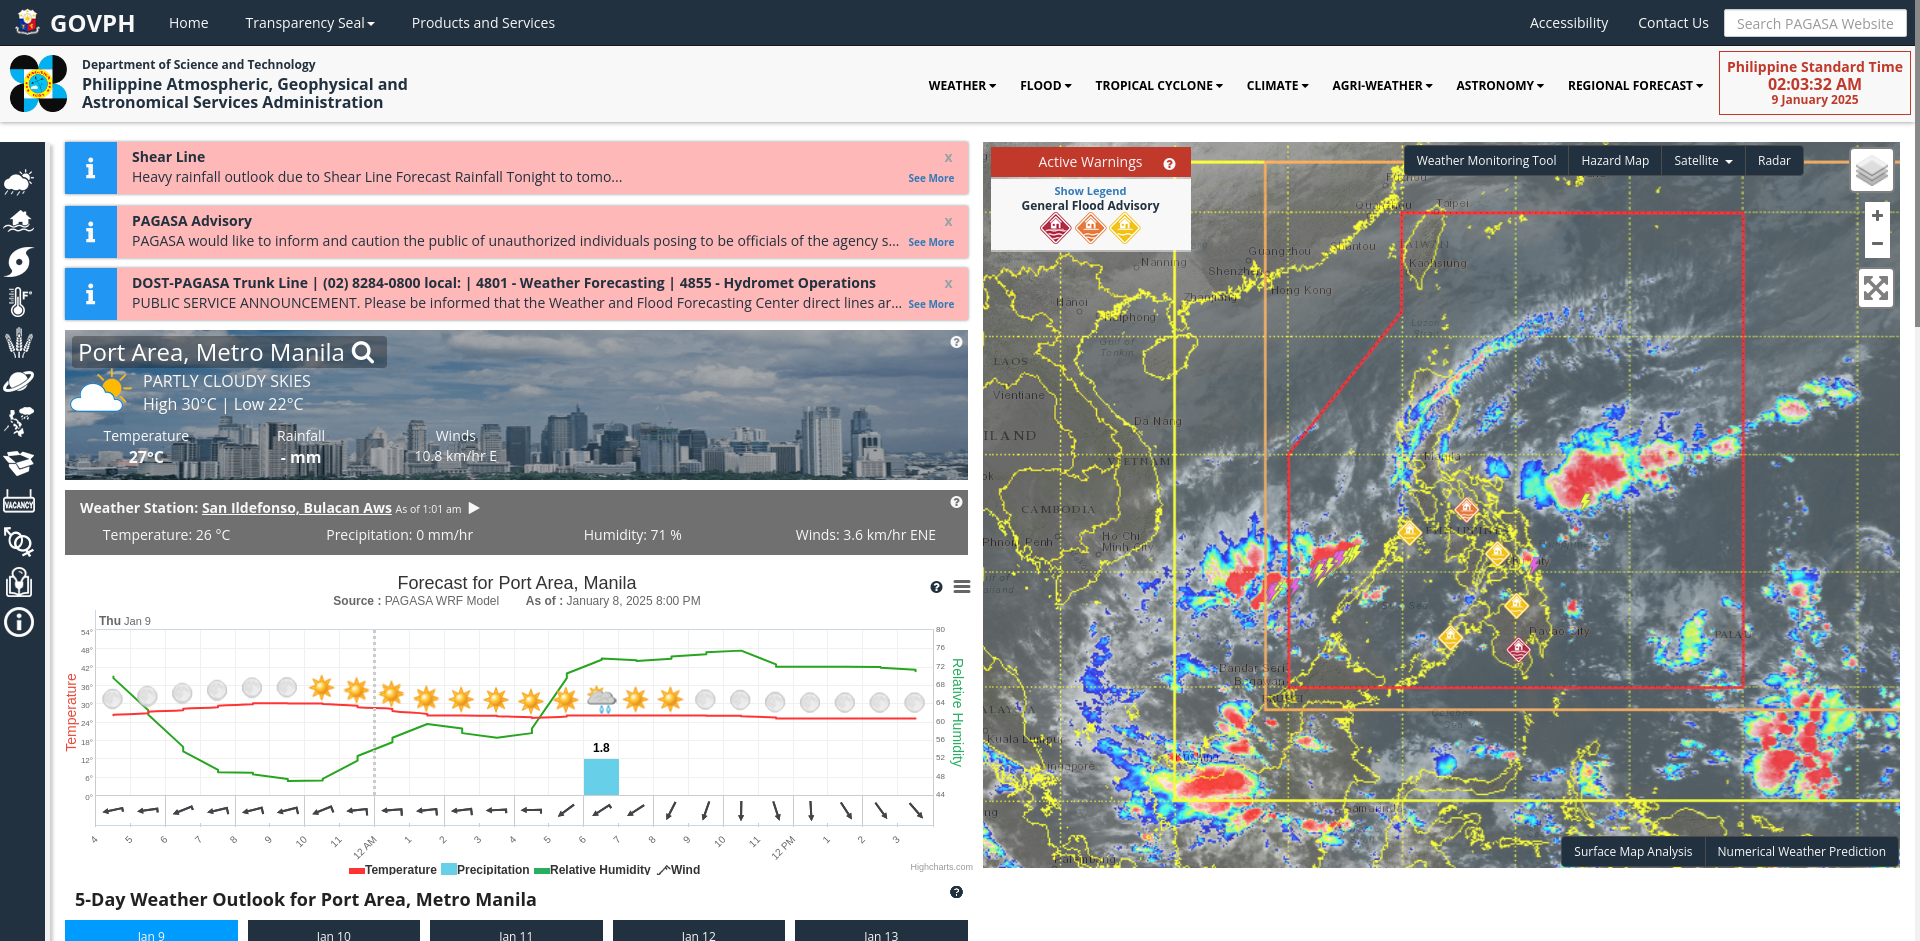 GOVPH
Home
Transparency Seal
Products and Services
Accessibility
Contact Us
Search PAGASA Website
Department of Science and Technology
Philippine Atmospheric, Geophysical and
Astronomical Services Administration
WEATHER
FLOOD
TROPICAL CYCLONE
CLIMATE
AGRI-WEATHER
ASTRONOMY
REGIONAL FORECAST
Philippine Standard Time
02:03:32 AM
9 January 2025
VACANCY
Shear Line
x
Heavy rainfall outlook due to Shear Line Forecast Rainfall Tonight to tomo...
See More
PAGASA Advisory
x
PAGASA would like to inform and caution the public of unauthorized individuals posing to be officials of the agency s...
See More
DOST-PAGASA Trunk Line | (02) 8284-0800 local: | 4801 - Weather Forecasting | 4855 - Hydromet Operations
x
PUBLIC SERVICE ANNOUNCEMENT. Please be informed that the Weather and Flood Forecasting Center direct lines ar...
See More
Port Area, Metro Manila
PARTLY CLOUDY SKIES
High 30°C | Low 22°C
Temperature
27°C
Rainfall
- mm
Winds
10.8 km/hr E
Weather Station: San Ildefonso, Bulacan Aws As of 1:01 am
Temperature: 26 °C
Precipitation: 0 mm/hr
Humidity: 71 %
Winds: 3.6 km/hr ENE
Forecast for Port Area, Manila
Source : PAGASA WRF Model As of : January 8, 2025 8:00 PM
Thu Jan 9
Temperature
54°
48°
42°
36°
30°
24°
18°
12°
6°
0°
1.8
80
76
72
68
64
60
56
52
48
44
Relative Humidity
4 5 6 7 8 9 10 11 12 AM 1 2 3 4 5 6 7 8 9 10 11 12 PM 1 2 3
Temperature Precipitation Relative Humidity Wind
Highcharts.com
5-Day Weather Outlook for Port Area, Metro Manila
Jan 9
Jan 10
Jan 11
Jan 12
Jan 13
Active Warnings
Show Legend
General Flood Advisory
Weather Monitoring Tool
Hazard Map
Satellite
Radar
+
−
Taipei
TAIWAN
Kaohsiung
Guangzhou
Shantou
Nanning
Shenzhen
Hong Kong
Zhanjiang
Hanoi
Haiphong
Gulf of
Tonkin
LAOS
Vientiane
Da Nang
ILAND
VIETNAM
CAMBODIA
Phnom Penh
Ho Chi
Minh City
Manila
Davao City
PALAU
Bandar Seri
Begawan
ALAYSIA
Kuala Lumpur
Singapore
Kuching
Samarinda
Surface Map Analysis
Numerical Weather Prediction